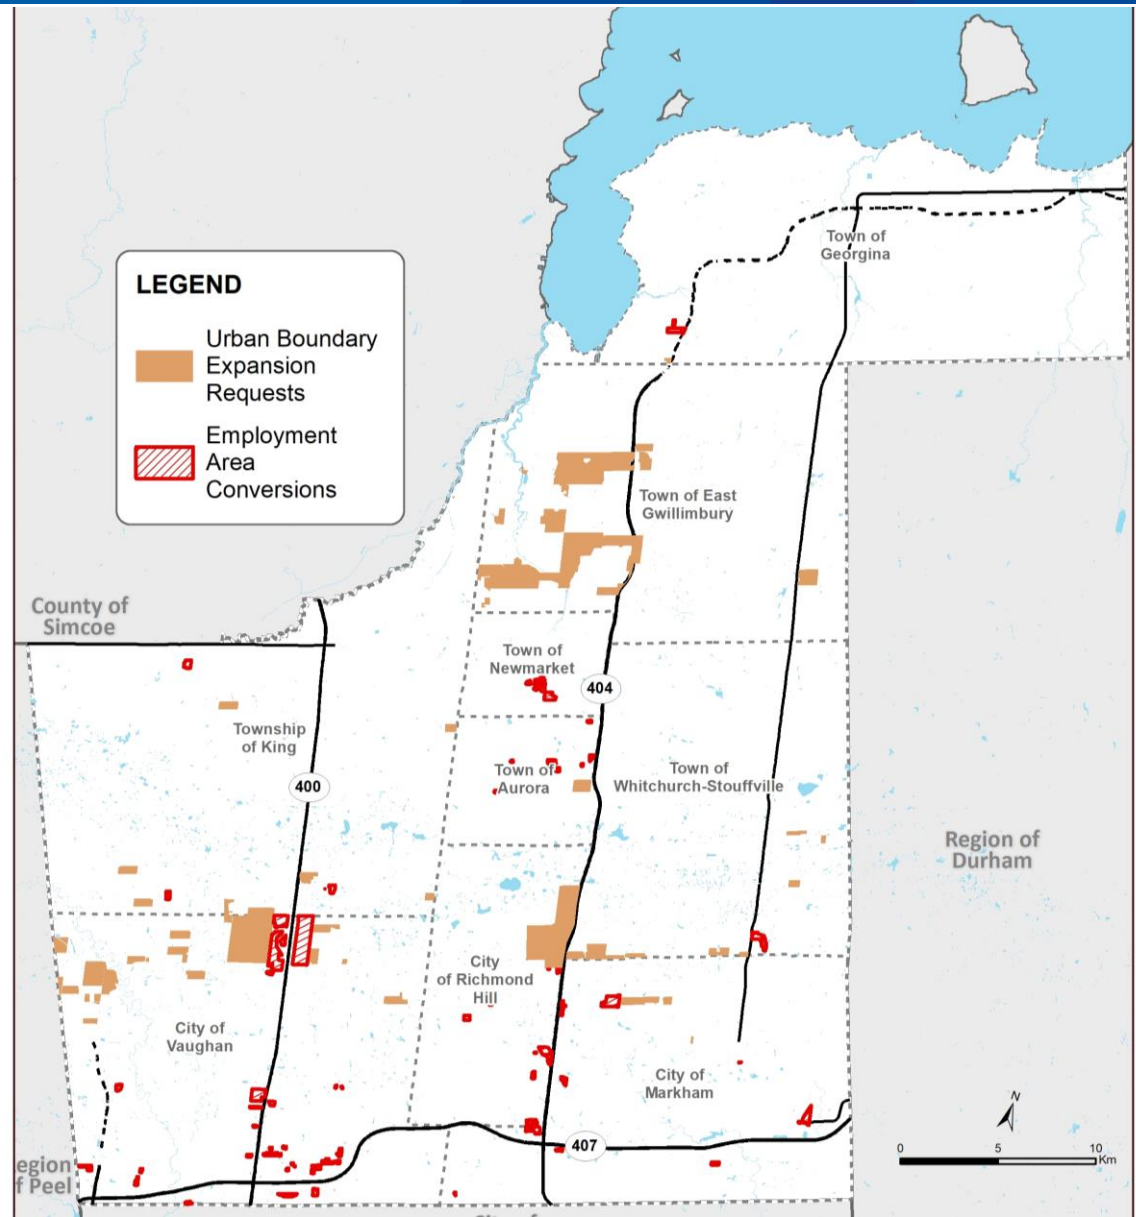 LEGEND
Urban Boundary
Expansion
Requests
Employment
Area
Conversions
Town of
Georgina
Town of East
Gwillimbury
County of
Simcoe
Town of
Newmarket
404
Township
of King
400
Town of
Aurora
Town of
Whitchurch-Stouffville
Region of
Durham
City
of Richmond
Hill
City of
Vaughan
City of
Markham
N
407
0 5 10
Km
egion
f Peel